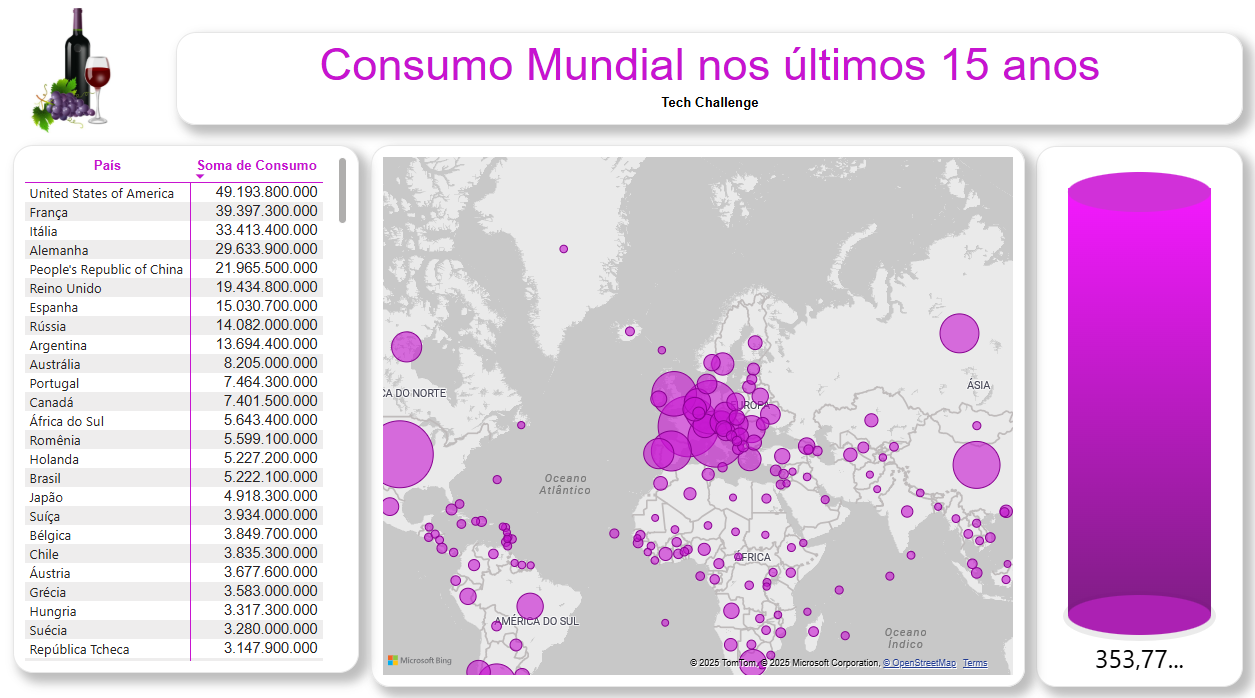 Consumo Mundial nos últimos 15 anos
Tech Challenge
País Soma de Consumo
United States of America 49.193.800.000
França 39.397.300.000
Itália 33.413.400.000
Alemanha 29.633.900.000
People's Republic of China 21.965.500.000
Reino Unido 19.434.800.000
Espanha 15.030.700.000
Rússia 14.082.000.000
Argentina 13.694.400.000
Austrália 8.205.000.000
Portugal 7.464.300.000
Canadá 7.401.500.000
África do Sul 5.643.400.000
Romênia 5.599.100.000
Holanda 5.227.200.000
Brasil 5.222.100.000
Japão 4.918.300.000
Suíça 3.934.000.000
Bélgica 3.849.700.000
Chile 3.835.300.000
Áustria 3.677.600.000
Grécia 3.583.000.000
Hungria 3.317.300.000
Suécia 3.280.000.000
República Tcheca 3.147.900.000
CA DO NORTE
ROPA
ÁSIA
Oceano
Atlântico
ÁFRICA
AMÉRICA DO SUL
Oceano
Índico
Microsoft Bing
© 2025 TomTom, © 2025 Microsoft Corporation, © OpenStreetMap Terms
353,77...